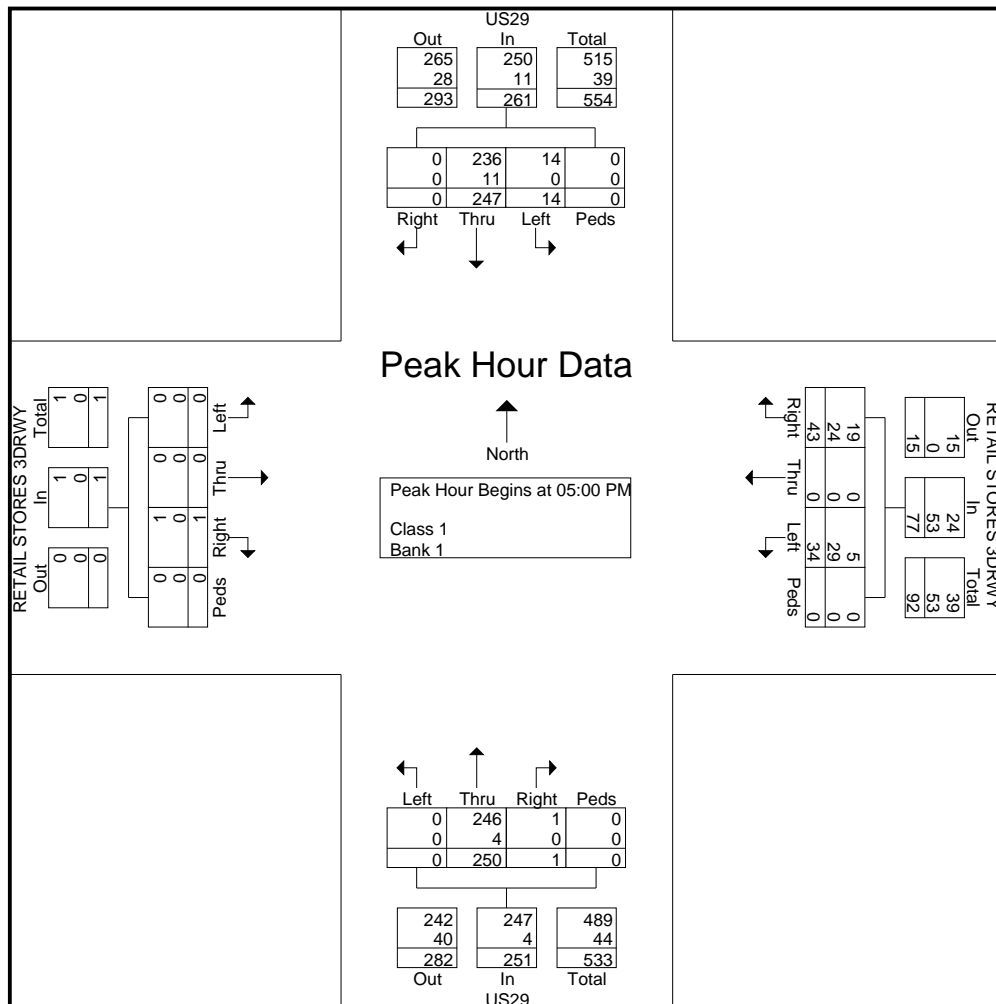 US29
Out In Total
265 250 515
28 11 39
293 261 554
0 236 14 0
0 11 0 0
0 247 14 0
Right Thru Left Peds
Peak Hour Data
North
Peak Hour Begins at 05:00 PM
Class 1
Bank 1
RETAIL STORES 3DRWY
Out In Total
0 1 1
0 0 0
0 1 1
Left Thru Right Peds
0 0 1 0
0 0 0 0
0 0 1 0
RETAIL STORES 3DRWY
Out In Total
15 24 39
0 53 53
15 77 92
19 0 5 0
24 0 29 0
43 0 34 0
Right Thru Left Peds
Left Thru Right Peds
0 246 1 0
0 4 0 0
0 250 1 0
242 247 489
40 4 44
282 251 533
Out In Total
US29